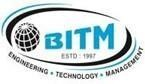 BITM
ESTD : 1997
ENGINEERING • TECHNOLOGY • MANAGEMENT